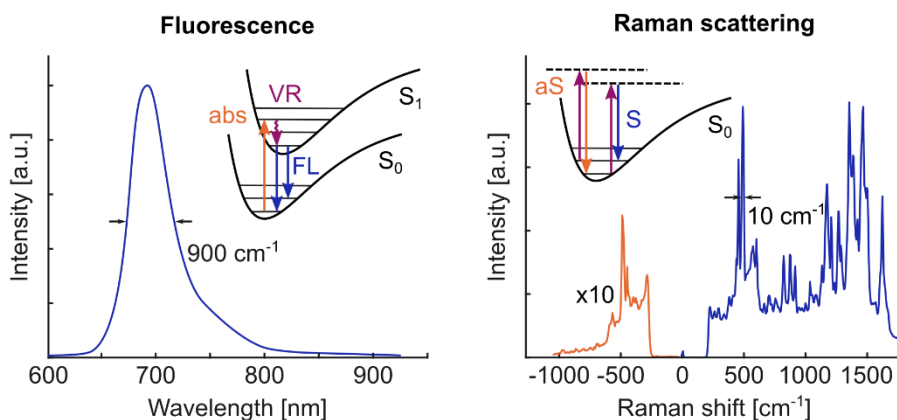 Fluorescence
Intensity [a.u.]
VR
abs
FL
S₁
S₀
900 cm⁻¹
600 700 800 900
Wavelength [nm]
Raman scattering
Intensity [a.u.]
aS
S
S₀
10 cm⁻¹
x10
-1000 -500 0 500 1000 1500
Raman shift [cm⁻¹]